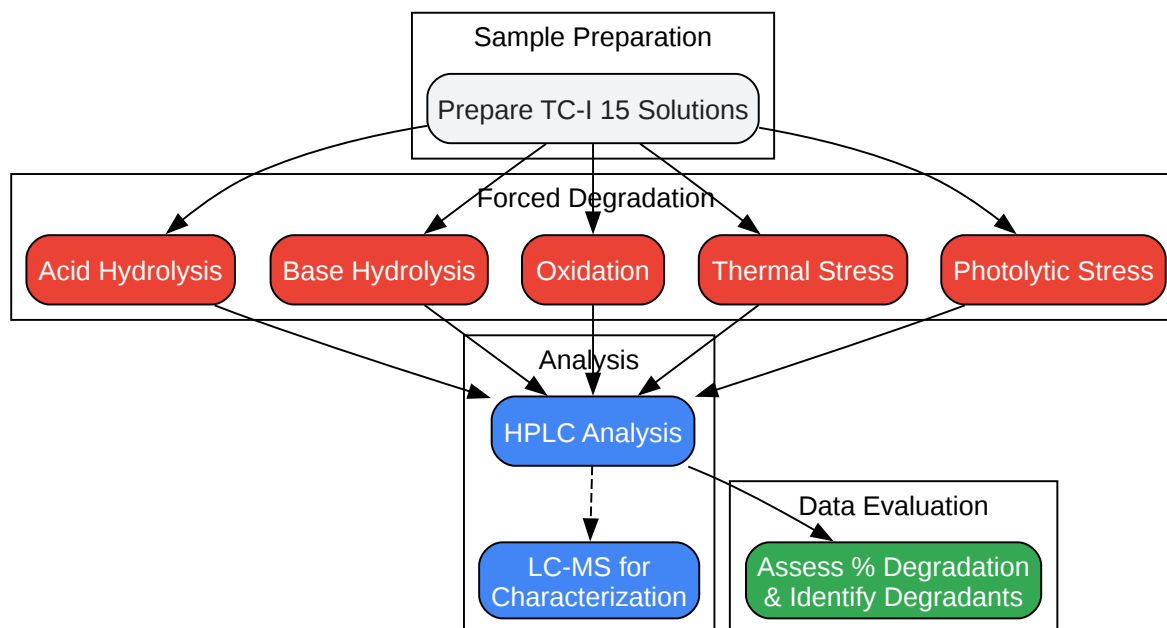 Sample Preparation
Prepare TC-I 15 Solutions
Forced Degradation
Acid Hydrolysis
Base Hydrolysis
Oxidation
Thermal Stress
Photolytic Stress
Analysis
HPLC Analysis
Data Evaluation
LC-MS for
Characterization
Assess % Degradation
& Identify Degradants